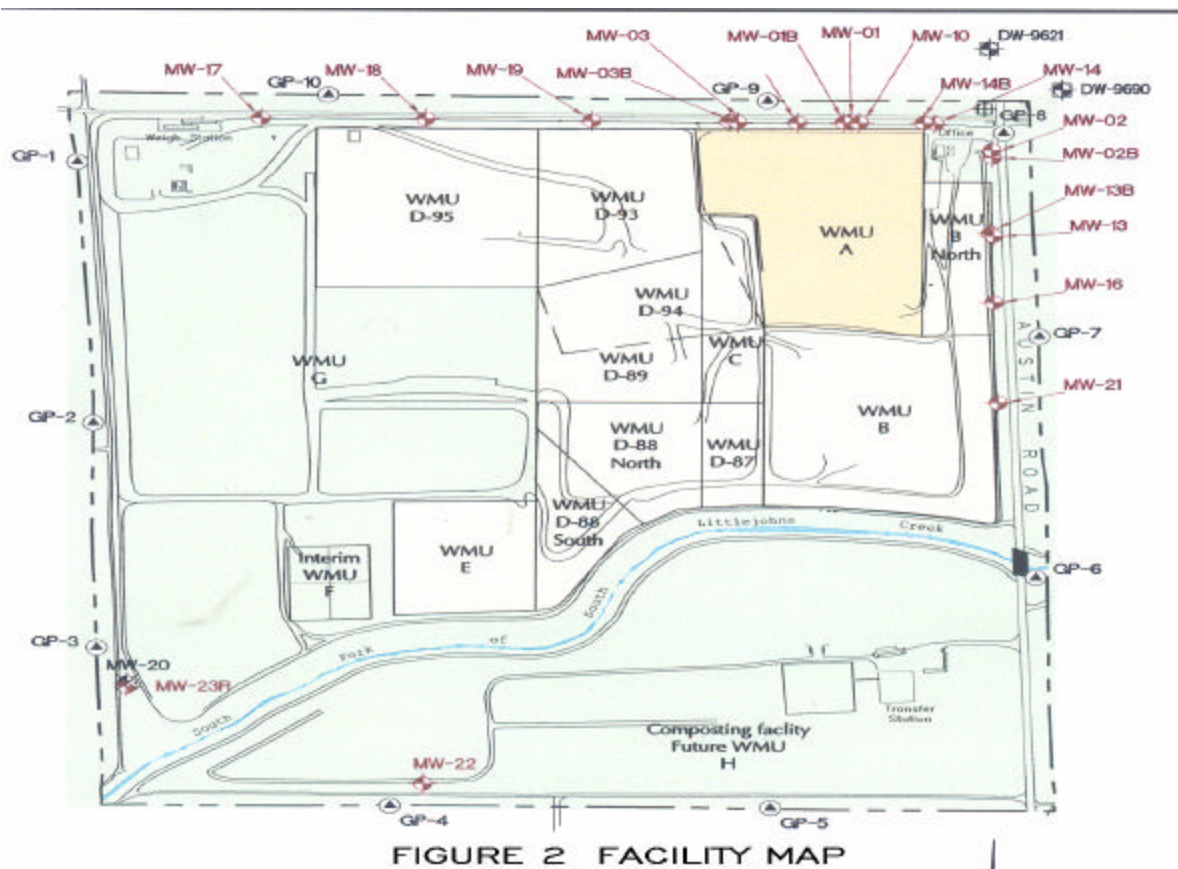 MW-03
MW-01B
MW-01
MW-10
DW-9621
MW-17
GP-10
MW-18
MW-19
MW-03B
GP-9
MW-14B
MW-14
DW-9690
Weigh Station
Office
GP-8
MW-02
GP-1
MW-02B
MW-13B
MW-13
WMU
D-95
WMU
D-93
WMU
A
WMU
B
North
MW-16
WMU
D-94
GP-7
WMU
G
WMU
D-89
WMU
C
AUSTIN ROAD
MW-21
GP-2
WMU
D-88
North
WMU
D-87
WMU
B
WMU
D-88
South
Littlejohns Creek
Interim
WMU
F
WMU
E
GP-6
South Fork of South
GP-3
MW-20
MW-23R
Transfer
Station
Composting facilty
Future WMU
H
MW-22
GP-4
GP-5
FIGURE 2 FACILITY MAP